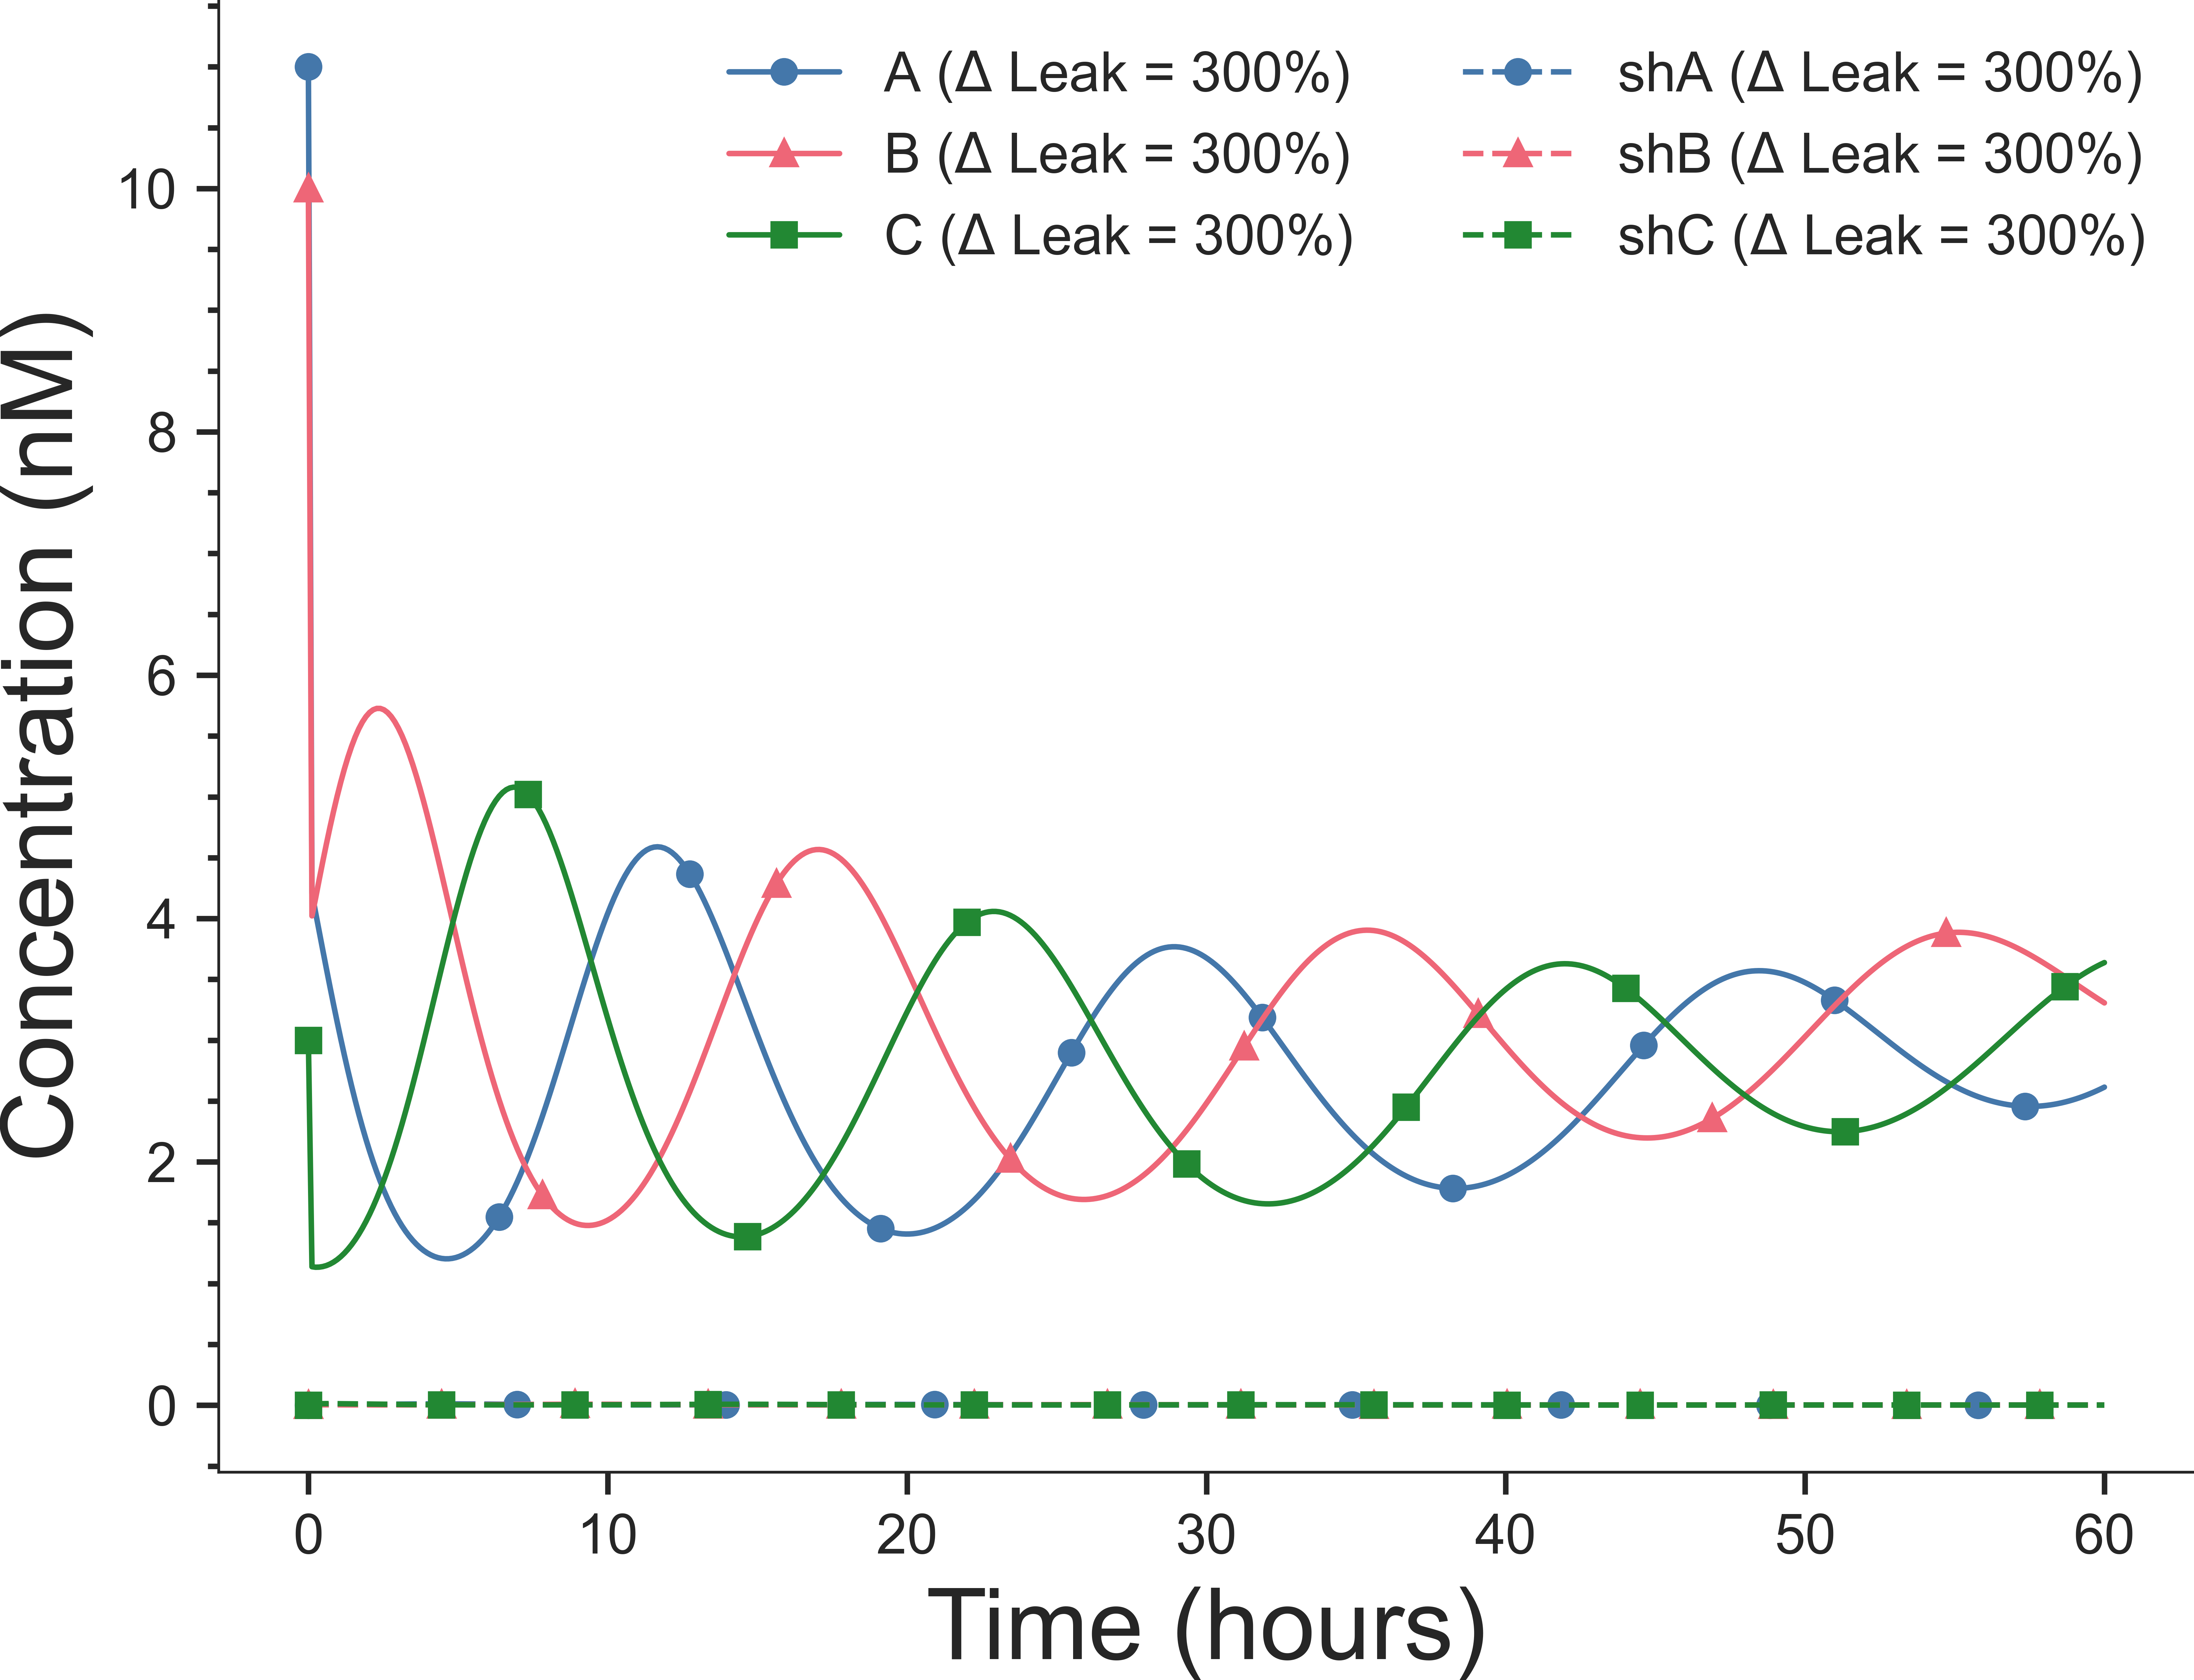 A (Δ Leak = 300%)
B (Δ Leak = 300%)
C (Δ Leak = 300%)
shA (Δ Leak = 300%)
shB (Δ Leak = 300%)
shC (Δ Leak = 300%)
Concentration (nM)
10
8
6
4
2
0
0 10 20 30 40 50 60
Time (hours)